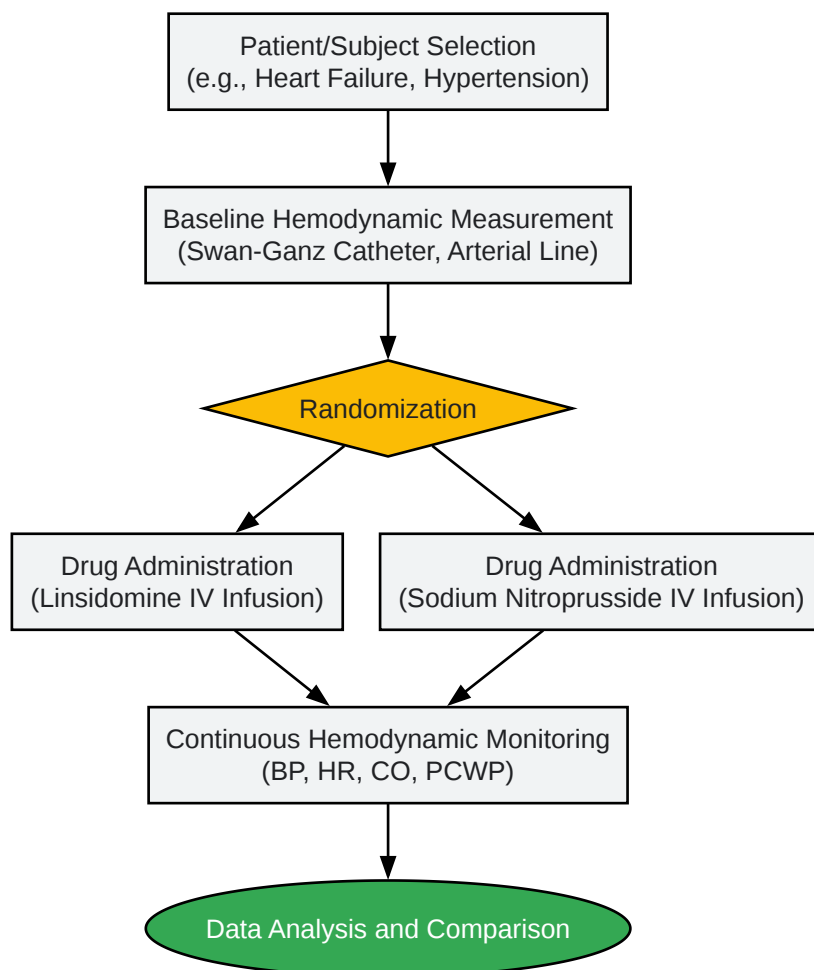 Patient/Subject Selection
(e.g., Heart Failure, Hypertension)
Baseline Hemodynamic Measurement
(Swan-Ganz Catheter, Arterial Line)
Randomization
Drug Administration
(Linsidomine IV Infusion)
Drug Administration
(Sodium Nitroprusside IV Infusion)
Continuous Hemodynamic Monitoring
(BP, HR, CO, PCWP)
Data Analysis and Comparison